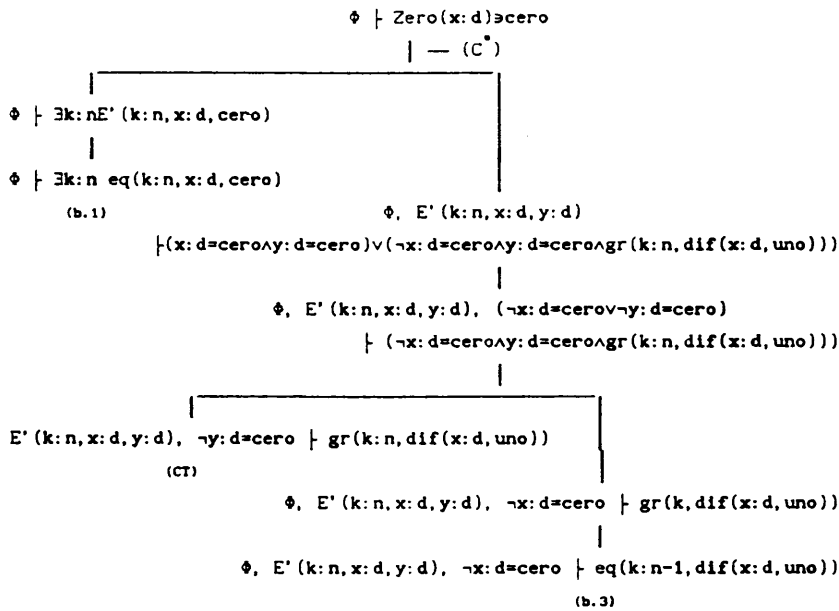 Φ ⊦ Zero(x:d)∋cero
— (C*)
Φ ⊦ ∃k:nE'(k:n,x:d,cero)
Φ ⊦ ∃k:n eq(k:n,x:d,cero)
(b.1)
Φ, E'(k:n,x:d,y:d)
⊦(x:d=cero∧y:d=cero)∨(¬x:d=cero∧y:d=cero∧gr(k:n,dif(x:d,uno)))
Φ, E'(k:n,x:d,y:d), (¬x:d=cero∨¬y:d=cero)
⊦ (¬x:d=cero∧y:d=cero∧gr(k:n,dif(x:d,uno)))
E'(k:n,x:d,y:d), ¬y:d=cero ⊦ gr(k:n,dif(x:d,uno))
(CT)
Φ, E'(k:n,x:d,y:d), ¬x:d=cero ⊦ gr(k,dif(x:d,uno))
Φ, E'(k:n,x:d,y:d), ¬x:d=cero ⊦ eq(k:n-1,dif(x:d,uno))
(b.3)